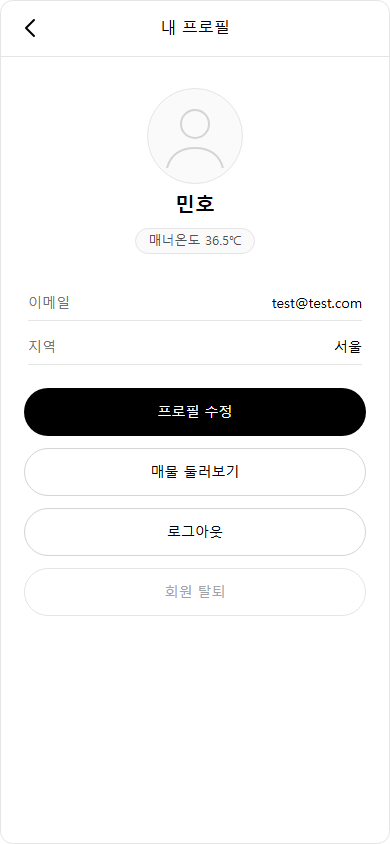 내 프로필
민호
매너온도 36.5℃
이메일 test@test.com
지역 서울
프로필 수정
매물 둘러보기
로그아웃
회원 탈퇴